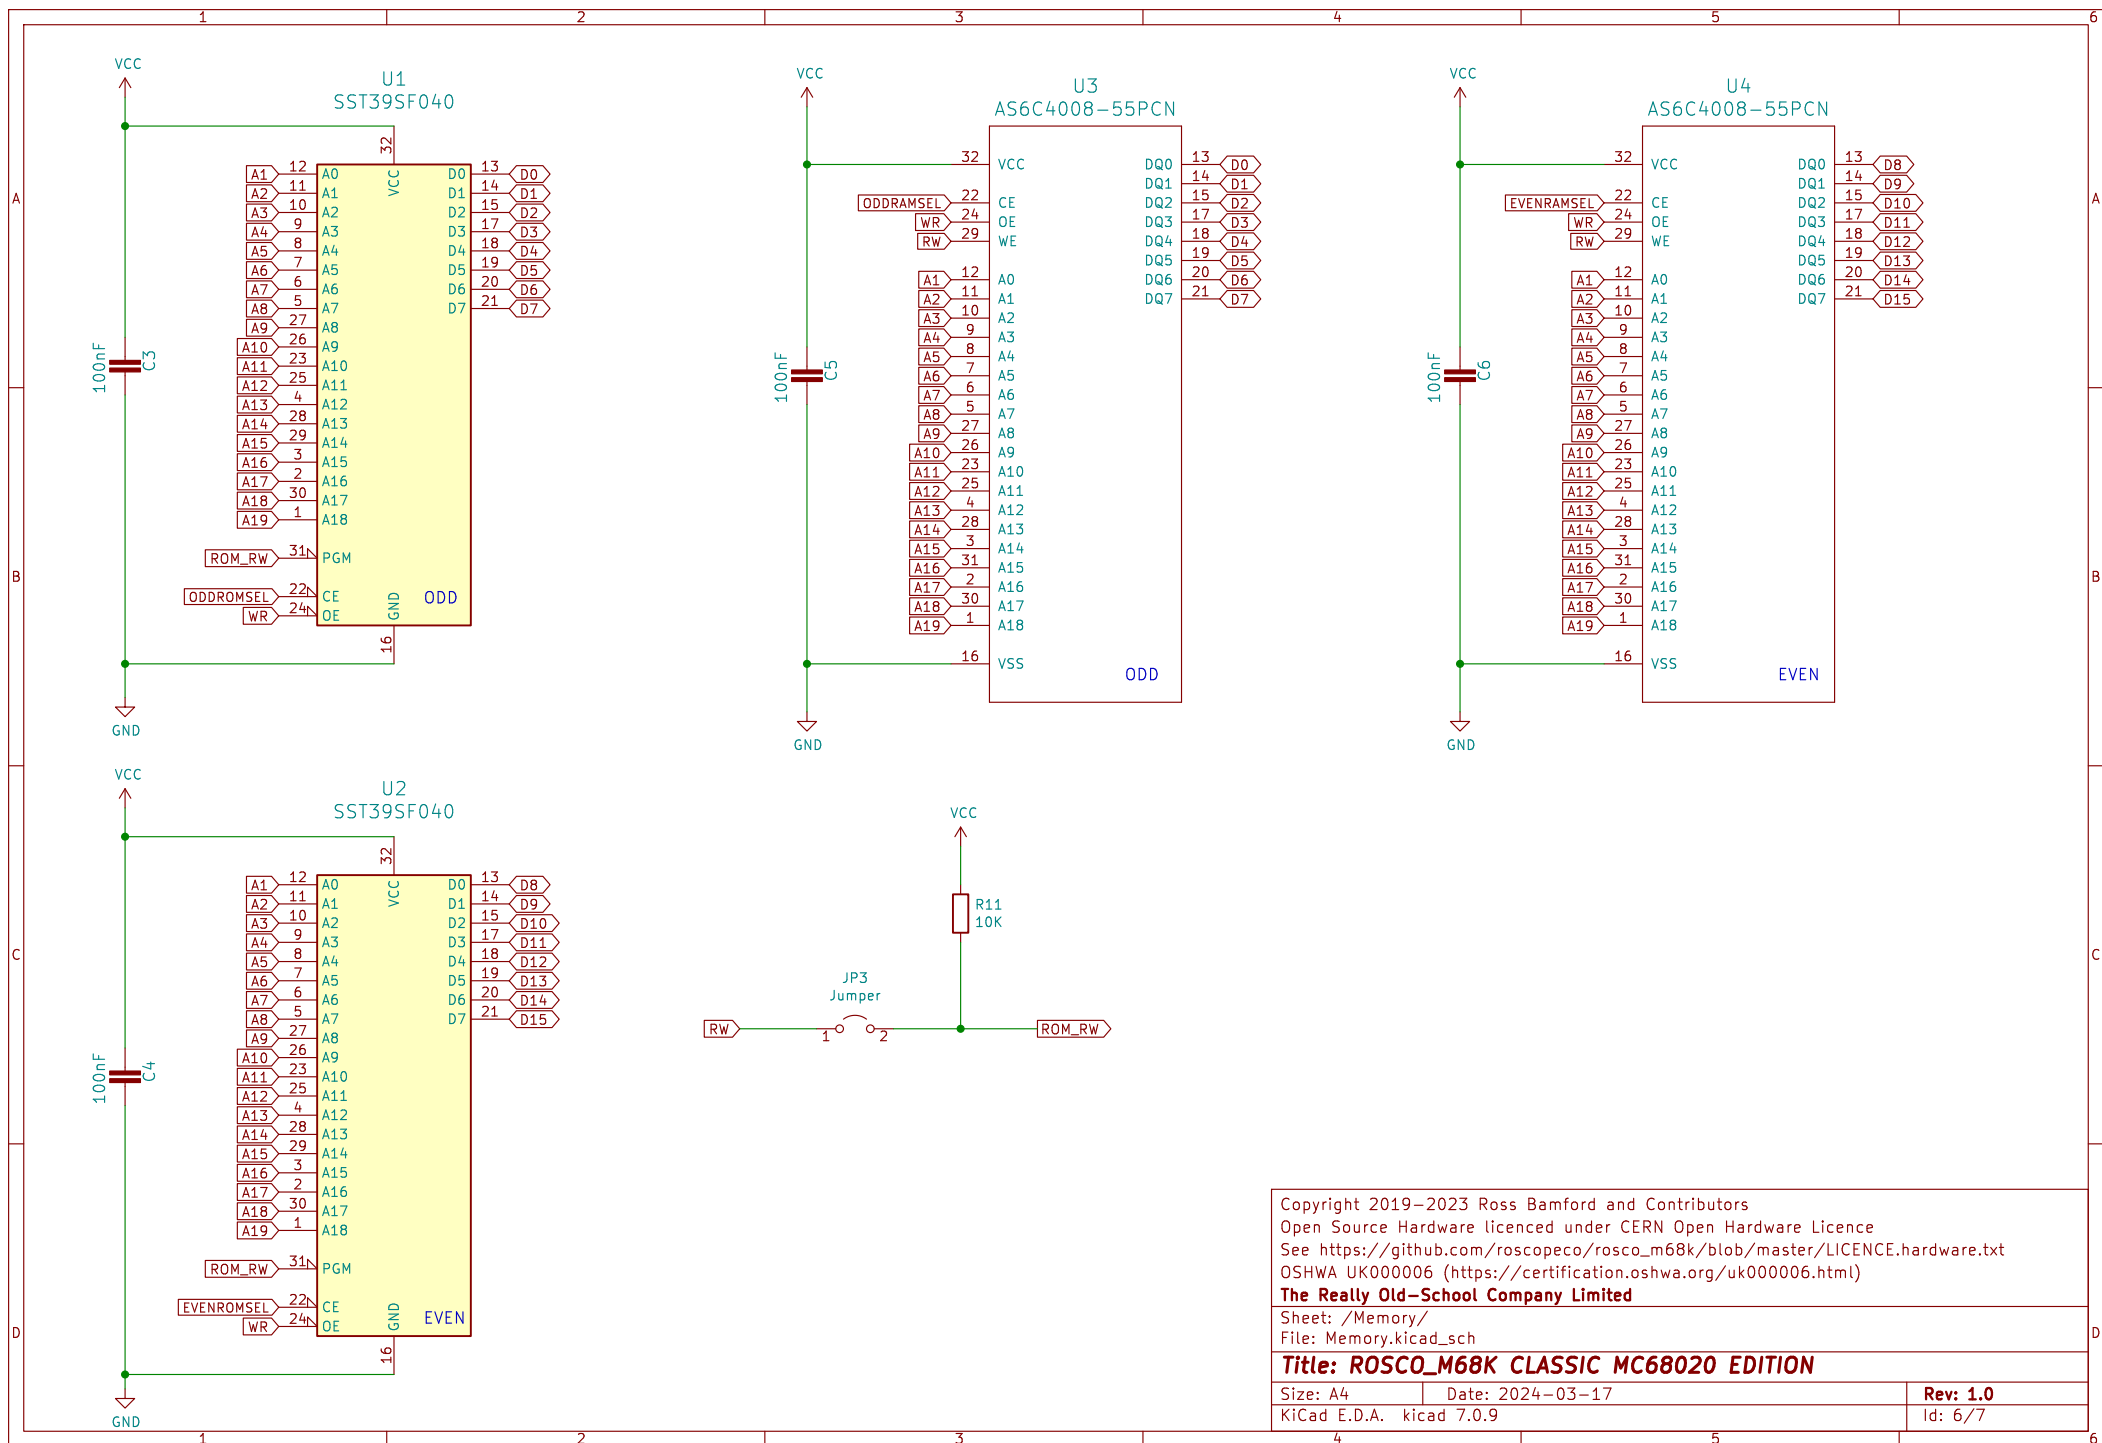 1 2 3 4 5 6
A
B
C
D
A
B
C
D
1 2 3 4 5 6
VCC
U1
SST39SF040
32
VCC
A1 12 A0 D0 13 D0
A2 11 A1 D1 14 D1
A3 10 A2 D2 15 D2
A4 9 A3 D3 17 D3
A5 8 A4 D4 18 D4
A6 7 A5 D5 19 D5
A7 6 A6 D6 20 D6
A8 5 A7 D7 21 D7
A9 27 A8
A10 26 A9
A11 23 A10
A12 25 A11
A13 4 A12
A14 28 A13
A15 29 A14
A16 3 A15
A17 2 A16
A18 30 A17
A19 1 A18
ROM_RW 31 PGM
ODDROMSEL 22 CE
WR 24 OE
GND
ODD
16
100nF
C3
GND
VCC
U3
AS6C4008-55PCN
32 VCC DQ0 13 D0
DQ1 14 D1
ODDRAMSEL 22 CE DQ2 15 D2
WR 24 OE DQ3 17 D3
RW 29 WE DQ4 18 D4
DQ5 19 D5
A1 12 A0 DQ6 20 D6
A2 11 A1 DQ7 21 D7
A3 10 A2
A4 9 A3
A5 8 A4
A6 7 A5
A7 6 A6
A8 5 A7
A9 27 A8
A10 26 A9
A11 23 A10
A12 25 A11
A13 4 A12
A14 28 A13
A15 3 A14
A16 31 A15
A17 2 A16
A18 30 A17
A19 1 A18
16 VSS
ODD
100nF
C5
GND
VCC
U4
AS6C4008-55PCN
32 VCC DQ0 13 D8
DQ1 14 D9
EVENRAMSEL 22 CE DQ2 15 D10
WR 24 OE DQ3 17 D11
RW 29 WE DQ4 18 D12
DQ5 19 D13
A1 12 A0 DQ6 20 D14
A2 11 A1 DQ7 21 D15
A3 10 A2
A4 9 A3
A5 8 A4
A6 7 A5
A7 6 A6
A8 5 A7
A9 27 A8
A10 26 A9
A11 23 A10
A12 25 A11
A13 4 A12
A14 28 A13
A15 3 A14
A16 31 A15
A17 2 A16
A18 30 A17
A19 1 A18
16 VSS
EVEN
100nF
C6
GND
VCC
U2
SST39SF040
32
VCC
A1 12 A0 D0 13 D8
A2 11 A1 D1 14 D9
A3 10 A2 D2 15 D10
A4 9 A3 D3 17 D11
A5 8 A4 D4 18 D12
A6 7 A5 D5 19 D13
A7 6 A6 D6 20 D14
A8 5 A7 D7 21 D15
A9 27 A8
A10 26 A9
A11 23 A10
A12 25 A11
A13 4 A12
A14 28 A13
A15 29 A14
A16 3 A15
A17 2 A16
A18 30 A17
A19 1 A18
ROM_RW 31 PGM
EVENROMSEL 22 CE
WR 24 OE
GND
EVEN
16
100nF
C4
GND
VCC
R11
10K
JP3
Jumper
RW 1 2 ROM_RW
Copyright 2019-2023 Ross Bamford and Contributors
Open Source Hardware licenced under CERN Open Hardware Licence
See https://github.com/roscopeco/rosco_m68k/blob/master/LICENCE.hardware.txt
OSHWA UK000006 (https://certification.oshwa.org/uk000006.html)
The Really Old-School Company Limited
Sheet: /Memory/
File: Memory.kicad_sch
Title: ROSCO_M68K CLASSIC MC68020 EDITION
Size: A4 Date: 2024-03-17 Rev: 1.0
KiCad E.D.A. kicad 7.0.9 Id: 6/7